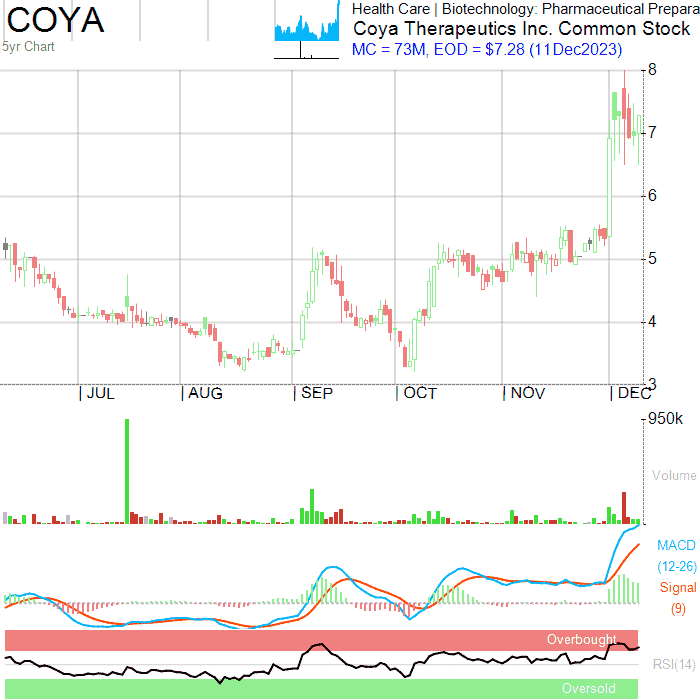 COYA
5yr Chart
Health Care | Biotechnology: Pharmaceutical Prepara
Coya Therapeutics Inc. Common Stock
MC = 73M, EOD = $7.28 (11Dec2023)
8
7
6
5
4
3
| JUL | AUG | SEP | OCT | NOV | DEC
950k
Volume
MACD
(12-26)
Signal
(9)
Overbought
RSI(14)
Oversold